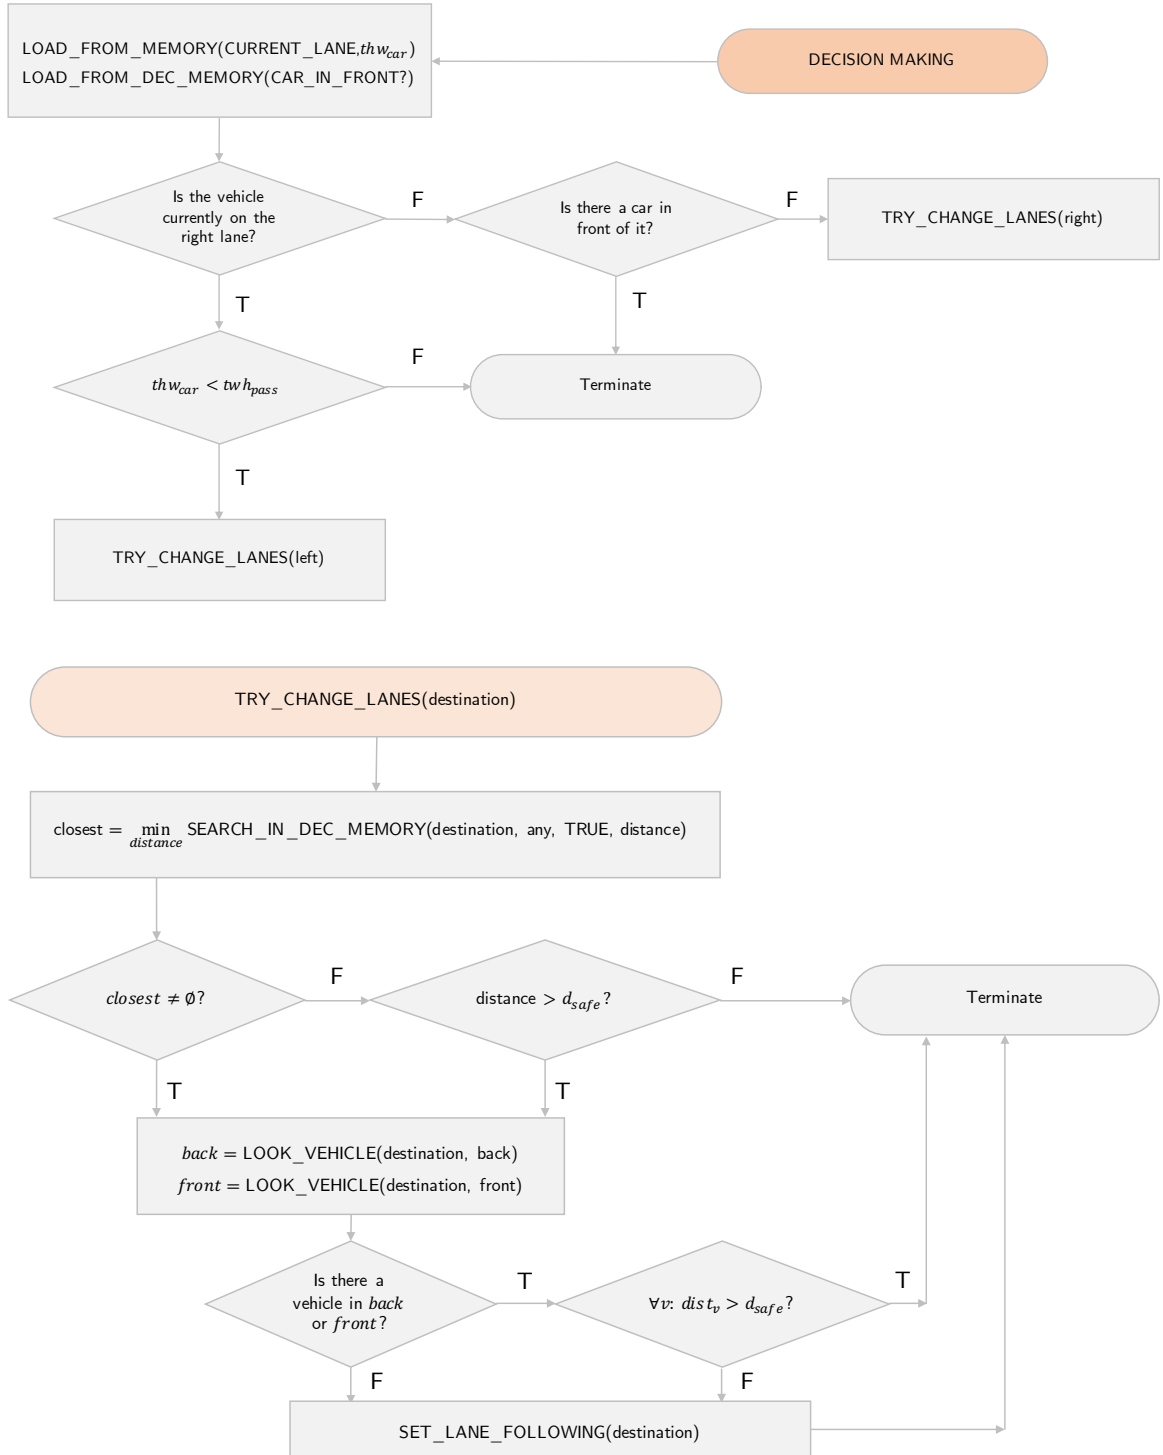 LOAD_FROM_MEMORY(CURRENT_LANE,thw_car)
LOAD_FROM_DEC_MEMORY(CAR_IN_FRONT?)
DECISION MAKING
Is the vehicle
currently on the
right lane?
F
Is there a car in
front of it?
F
TRY_CHANGE_LANES(right)
T
T
thw_car < twh_pass
F
Terminate
T
TRY_CHANGE_LANES(left)
TRY_CHANGE_LANES(destination)
closest = min SEARCH_IN_DEC_MEMORY(destination, any, TRUE, distance)
distance
closest ≠ ∅?
F
distance > d_safe?
F
Terminate
T
T
back = LOOK_VEHICLE(destination, back)
front = LOOK_VEHICLE(destination, front)
Is there a
vehicle in back
or front?
T
∀v: dist_v > d_safe?
T
F
F
SET_LANE_FOLLOWING(destination)